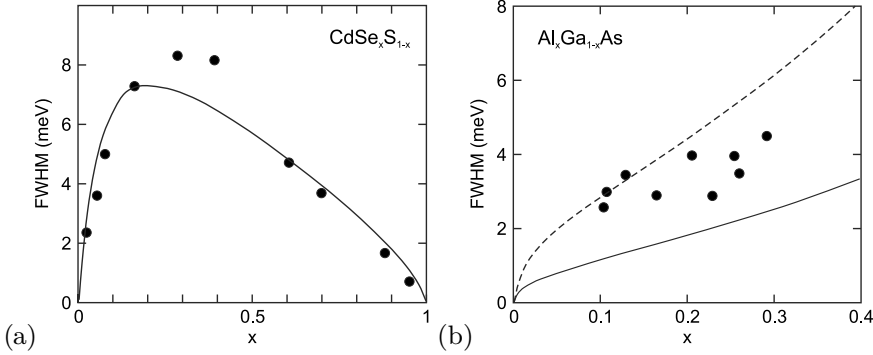 CdSeₓS₁₋ₓ
FWHM (meV)
8
6
4
2
0
0
0.5
1
x
(a)
AlₓGa₁₋ₓAs
FWHM (meV)
8
6
4
2
0
0
0.1
0.2
0.3
0.4
x
(b)